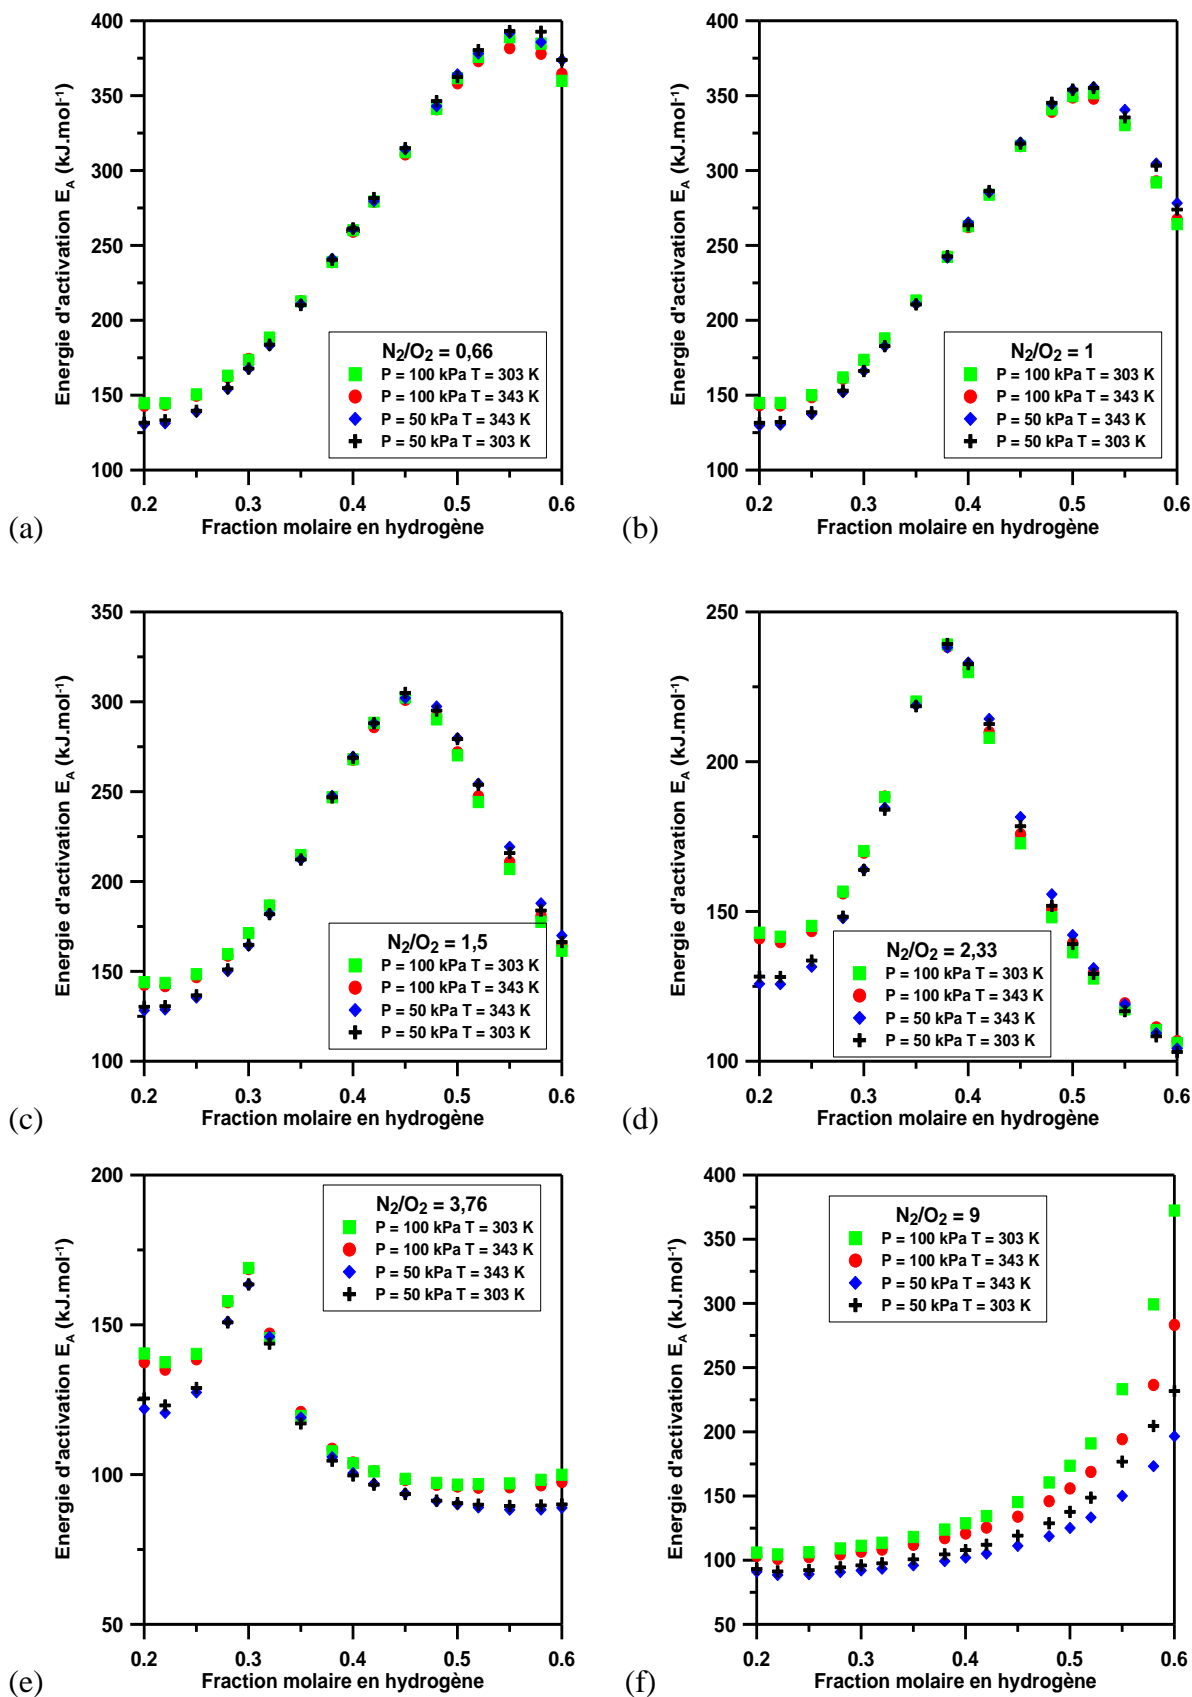 400
350
300
250
200
150
100
Energie d'activation E_A (kJ.mol⁻¹)
N₂/O₂ = 0,66
P = 100 kPa T = 303 K
P = 100 kPa T = 343 K
P = 50 kPa T = 343 K
P = 50 kPa T = 303 K
0.2 0.3 0.4 0.5 0.6
Fraction molaire en hydrogène
(a)
400
350
300
250
200
150
100
Energie d'activation E_A (kJ.mol⁻¹)
N₂/O₂ = 1
P = 100 kPa T = 303 K
P = 100 kPa T = 343 K
P = 50 kPa T = 343 K
P = 50 kPa T = 303 K
0.2 0.3 0.4 0.5 0.6
Fraction molaire en hydrogène
(b)
350
300
250
200
150
100
Energie d'activation E_A (kJ.mol⁻¹)
N₂/O₂ = 1,5
P = 100 kPa T = 303 K
P = 100 kPa T = 343 K
P = 50 kPa T = 343 K
P = 50 kPa T = 303 K
0.2 0.3 0.4 0.5 0.6
Fraction molaire en hydrogène
(c)
250
200
150
100
Energie d'activation E_A (kJ.mol⁻¹)
N₂/O₂ = 2,33
P = 100 kPa T = 303 K
P = 100 kPa T = 343 K
P = 50 kPa T = 343 K
P = 50 kPa T = 303 K
0.2 0.3 0.4 0.5 0.6
Fraction molaire en hydrogène
(d)
200
150
100
50
Energie d'activation E_A (kJ.mol⁻¹)
N₂/O₂ = 3,76
P = 100 kPa T = 303 K
P = 100 kPa T = 343 K
P = 50 kPa T = 343 K
P = 50 kPa T = 303 K
0.2 0.3 0.4 0.5 0.6
Fraction molaire en hydrogène
(e)
400
350
300
250
200
150
100
50
Energie d'activation E_A (kJ.mol⁻¹)
N₂/O₂ = 9
P = 100 kPa T = 303 K
P = 100 kPa T = 343 K
P = 50 kPa T = 343 K
P = 50 kPa T = 303 K
0.2 0.3 0.4 0.5 0.6
Fraction molaire en hydrogène
(f)